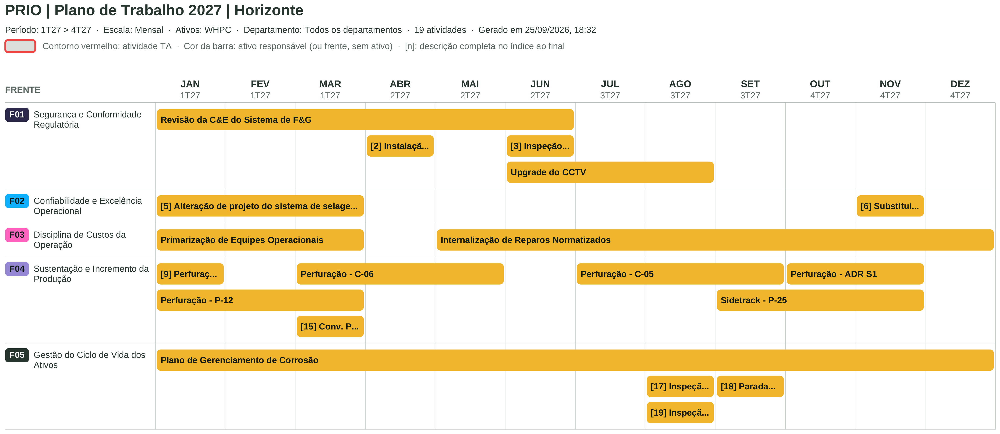 PRIO | Plano de Trabalho 2027 | Horizonte
Período: 1T27 > 4T27 · Escala: Mensal · Ativos: WHPC · Departamento: Todos os departamentos · 19 atividades · Gerado em 25/09/2026, 18:32
Contorno vermelho: atividade TA · Cor da barra: ativo responsável (ou frente, sem ativo) · [n]: descrição completa no índice ao final
FRENTE
JAN FEV MAR ABR MAI JUN JUL AGO SET OUT NOV DEZ
1T27 1T27 1T27 2T27 2T27 2T27 3T27 3T27 3T27 4T27 4T27 4T27
F01 Segurança e Conformidade
Regulatória
Revisão da C&E do Sistema de F&G
[2] Instalaçã... [3] Inspeção...
Upgrade do CCTV
F02 Confiabilidade e Excelência
Operacional
[5] Alteração de projeto do sistema de selage... [6] Substitui...
F03 Disciplina de Custos da
Operação
Primarização de Equipes Operacionais Internalização de Reparos Normatizados
F04 Sustentação e Incremento da
Produção
[9] Perfuraç... Perfuração - C-06 Perfuração - C-05 Perfuração - ADR S1
Perfuração - P-12 Sidetrack - P-25
[15] Conv. P...
F05 Gestão do Ciclo de Vida dos
Ativos
Plano de Gerenciamento de Corrosão
[17] Inspeçã... [18] Parada...
[19] Inspeçã...